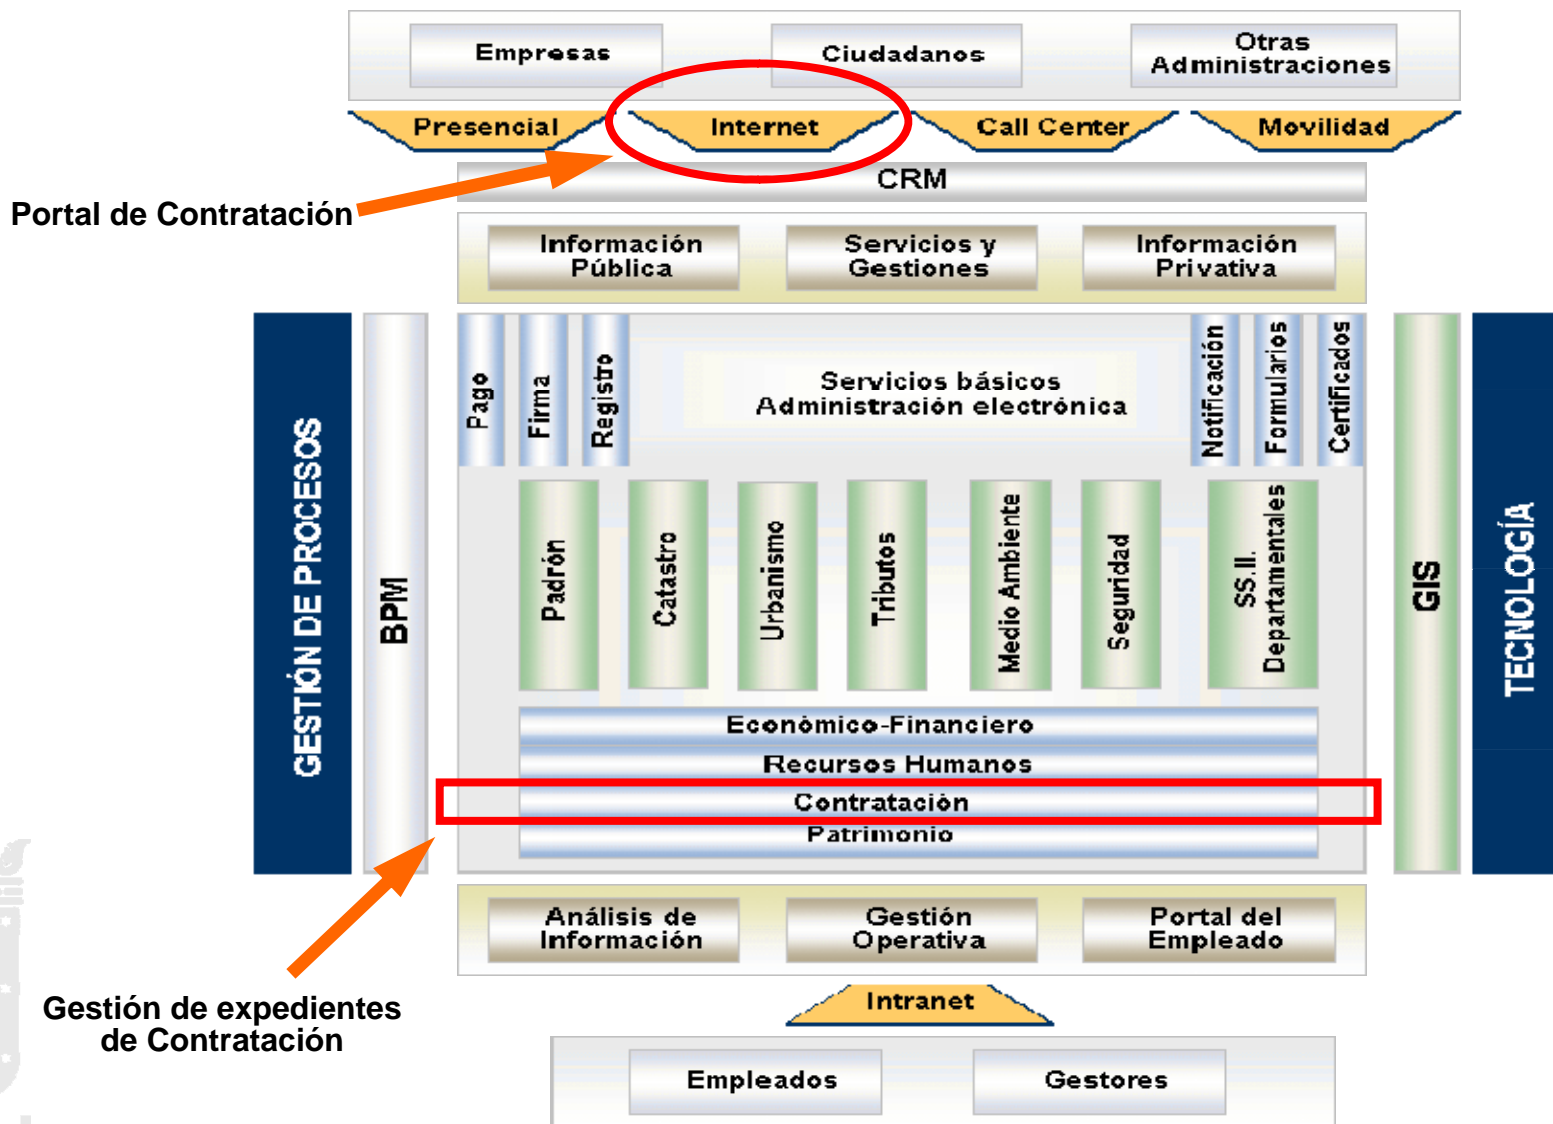 Empresas
Ciudadanos
Otras
Administraciones
Presencial
Internet
Call Center
Movilidad
CRM
Portal de Contratación
Información
Pública
Servicios y
Gestiones
Información
Privativa
GESTIÓN DE PROCESOS
BPM
Pago
Firma
Registro
Servicios básicos
Administración electrónica
Notificación
Formularios
Certificados
GIS
TECNOLOGÍA
Padrón
Catastro
Urbanismo
Tributos
Medio Ambiente
Seguridad
SS.II.
Departamentales
Económico-Financiero
Recursos Humanos
Contratación
Patrimonio
Análisis de
Información
Gestión
Operativa
Portal del
Empleado
Gestión de expedientes
de Contratación
Intranet
Empleados
Gestores